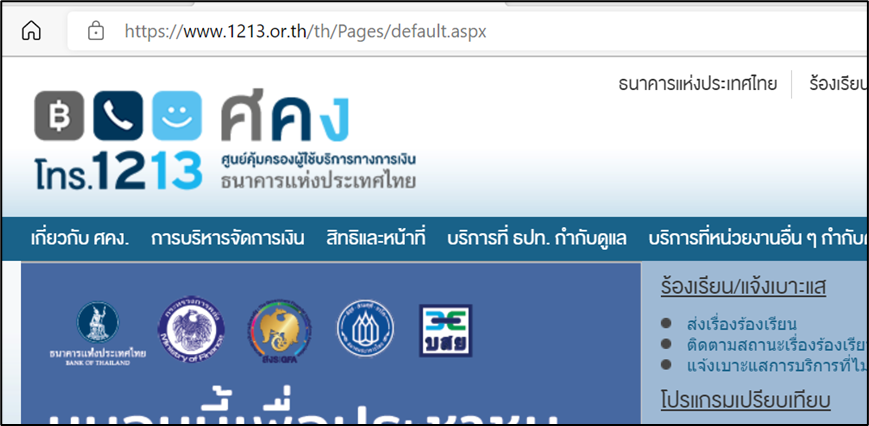 https://www.1213.or.th/th/Pages/default.aspx
ธนาคารแห่งประเทศไทย
ร้องเรียน
ศคง
ศูนย์คุ้มครองผู้ใช้บริการทางการเงิน
ธนาคารแห่งประเทศไทย
โทร.1213
เกี่ยวกับ ศคง. การบริหารจัดการเงิน สิทธิและหน้าที่ บริการที่ ธปท. กำกับดูแล บริการที่หน่วยงานอื่น ๆ กำกับ
ธนาคารแห่งประเทศไทย
BANK OF THAILAND
กระทรวงการคลัง
Ministry of Finance
บสย
ร้องเรียน/แจ้งเบาะแส
ส่งเรื่องร้องเรียน
ติดตามสถานะเรื่องร้องเรีย
แจ้งเบาะแสการบริการที่ไม
โปรแกรมเปรียบเทียบ